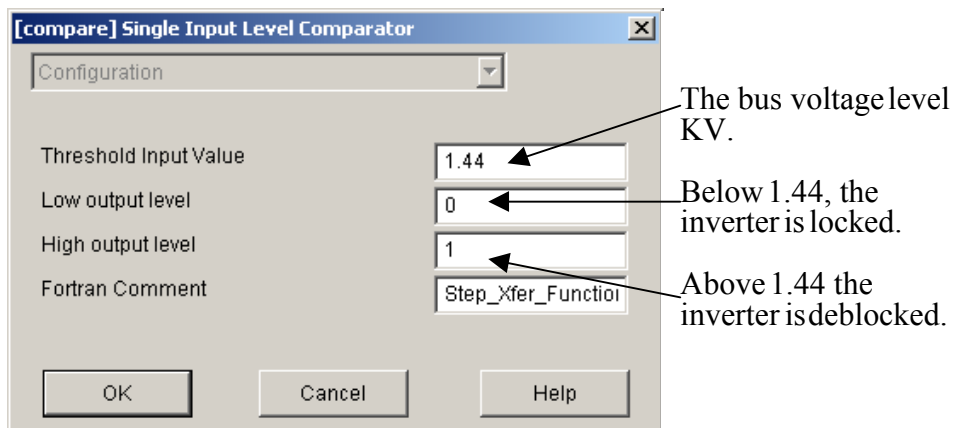 [compare] Single Input Level Comparator
Configuration
Threshold Input Value
1.44
Low output level
0
High output level
1
Fortran Comment
Step_Xfer_Function
OK
Cancel
Help
The bus voltage level
KV.
Below 1.44, the
inverter is locked.
Above 1.44 the
inverter is deblocked.